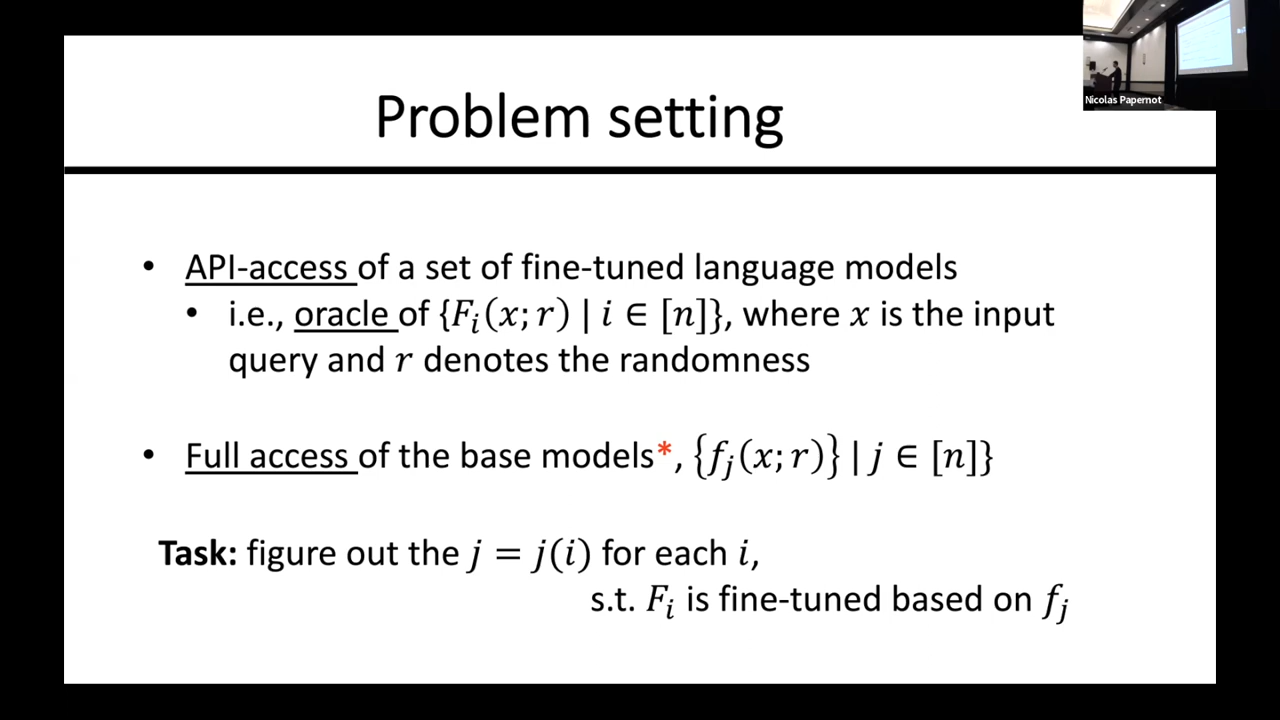 Nicolas Papernot
Problem setting
• API-access of a set of fine-tuned language models
• i.e., oracle of {F_i(x; r) | i ∈ [n]}, where x is the input
query and r denotes the randomness
• Full access of the base models*, {f_j(x; r)} | j ∈ [n]}
Task: figure out the j = j(i) for each i,
s.t. F_i is fine-tuned based on f_j